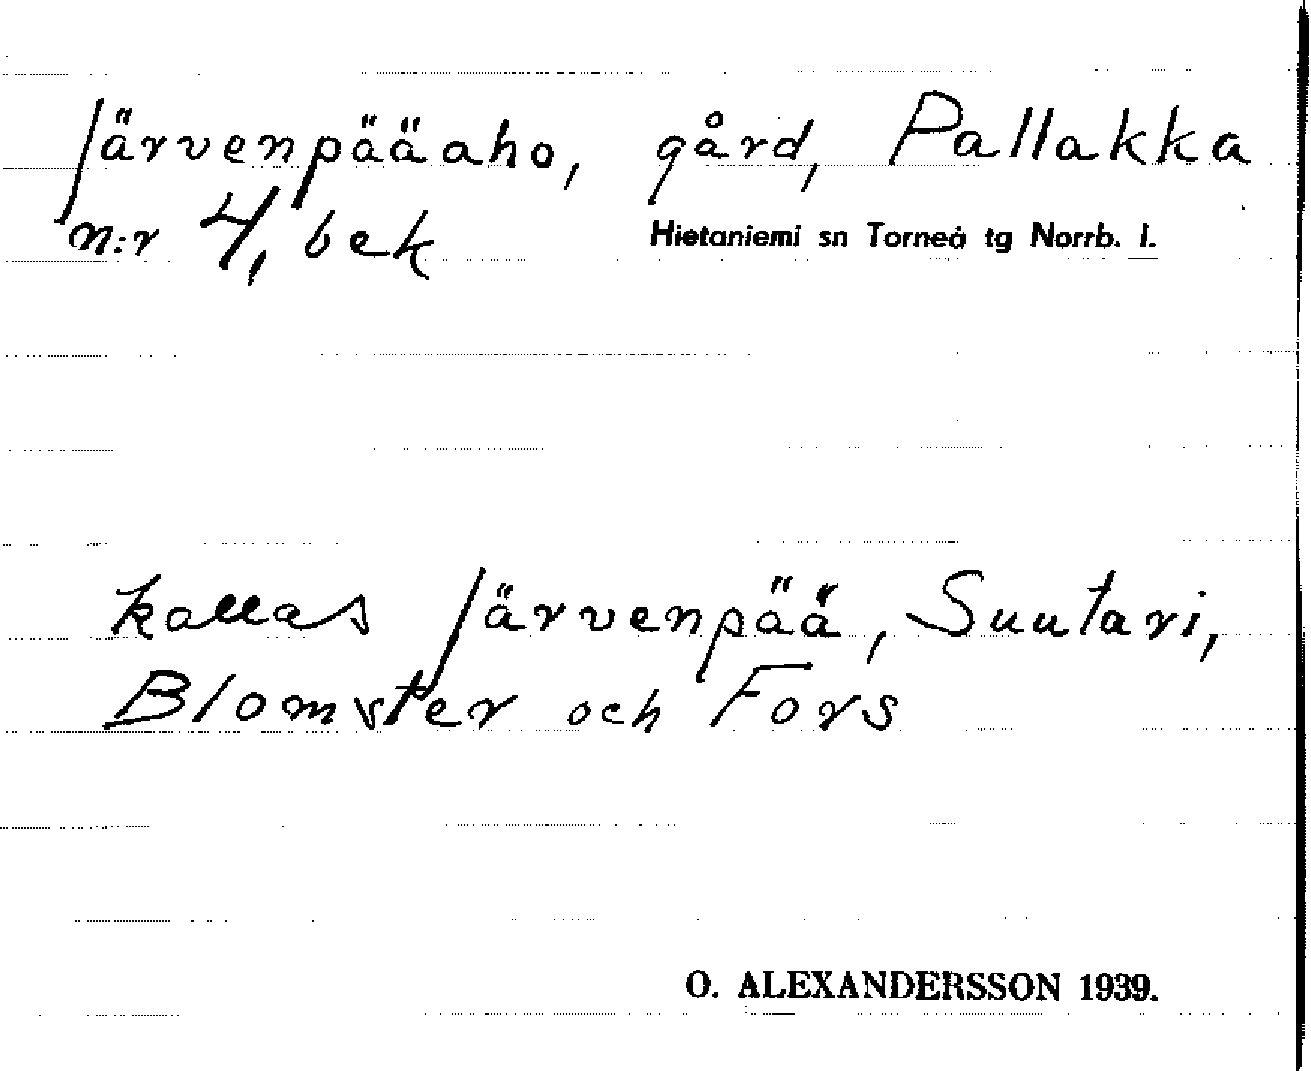 Järvenpääaho, gård, Pallakka
n:r 4, bek
Hietaniemi sn Torneå tg Norrb. l.
kallas Järvenpää, Suutari,
Blomster och Fors
O. ALEXANDERSSON 1939.